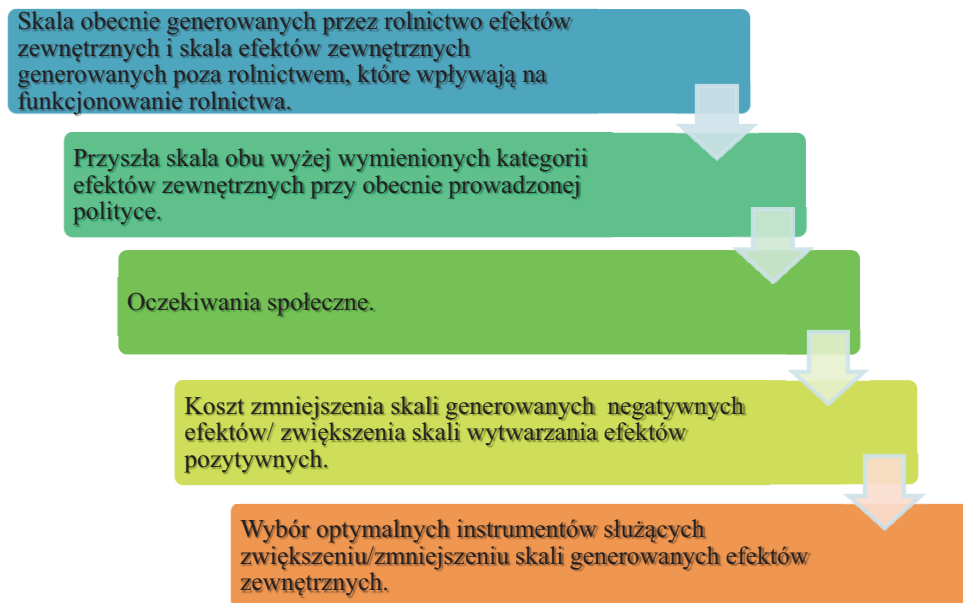 Skala obecnie generowanych przez rolnictwo efektów
zewnętrznych i skala efektów zewnętrznych
generowanych poza rolnictwem, które wpływają na
funkcjonowanie rolnictwa.
Przyszła skala obu wyżej wymienionych kategorii
efektów zewnętrznych przy obecnie prowadzonej
polityce.
Oczekiwania społeczne.
Koszt zmniejszenia skali generowanych  negatywnych
efektów/ zwiększenia skali wytwarzania efektów
pozytywnych.
Wybór optymalnych instrumentów służących
zwiększeniu/zmniejszeniu skali generowanych efektów
zewnętrznych.